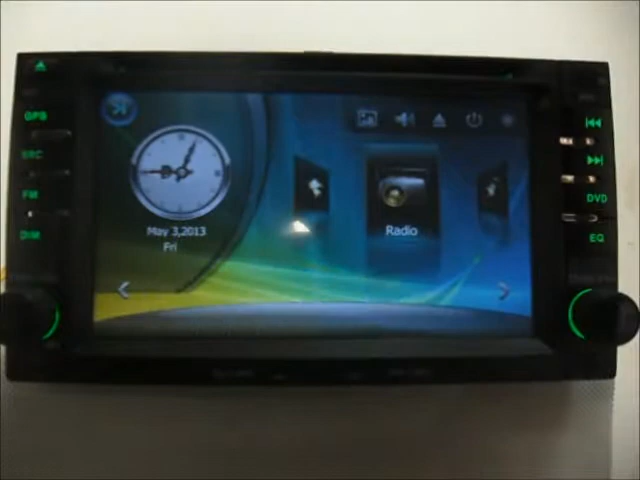 GPS
SRC
FM
DIM
May 3,2013
Fri
Radio
DVD
EQ